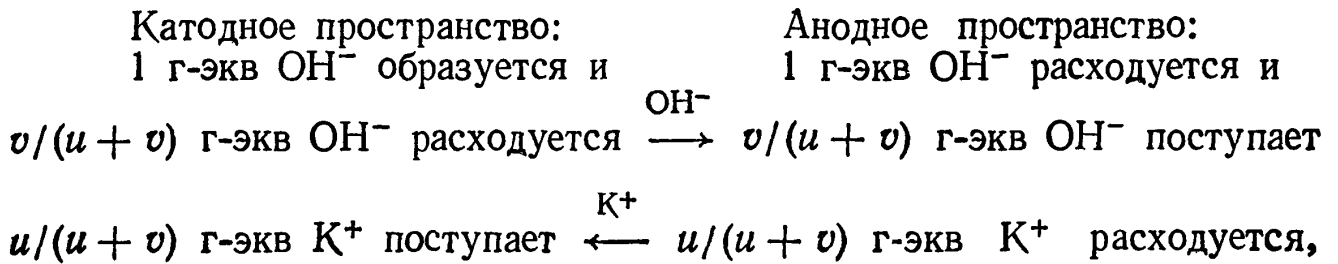 Катодное пространство: Анодное пространство:
1 г-экв OH⁻ образуется и 1 г-экв OH⁻ расходуется и
OH⁻
v/(u + v) г-экв OH⁻ расходуется ⟶ v/(u + v) г-экв OH⁻ поступает
K⁺
u/(u + v) г-экв K⁺ поступает ⟵ u/(u + v) г-экв K⁺ расходуется,